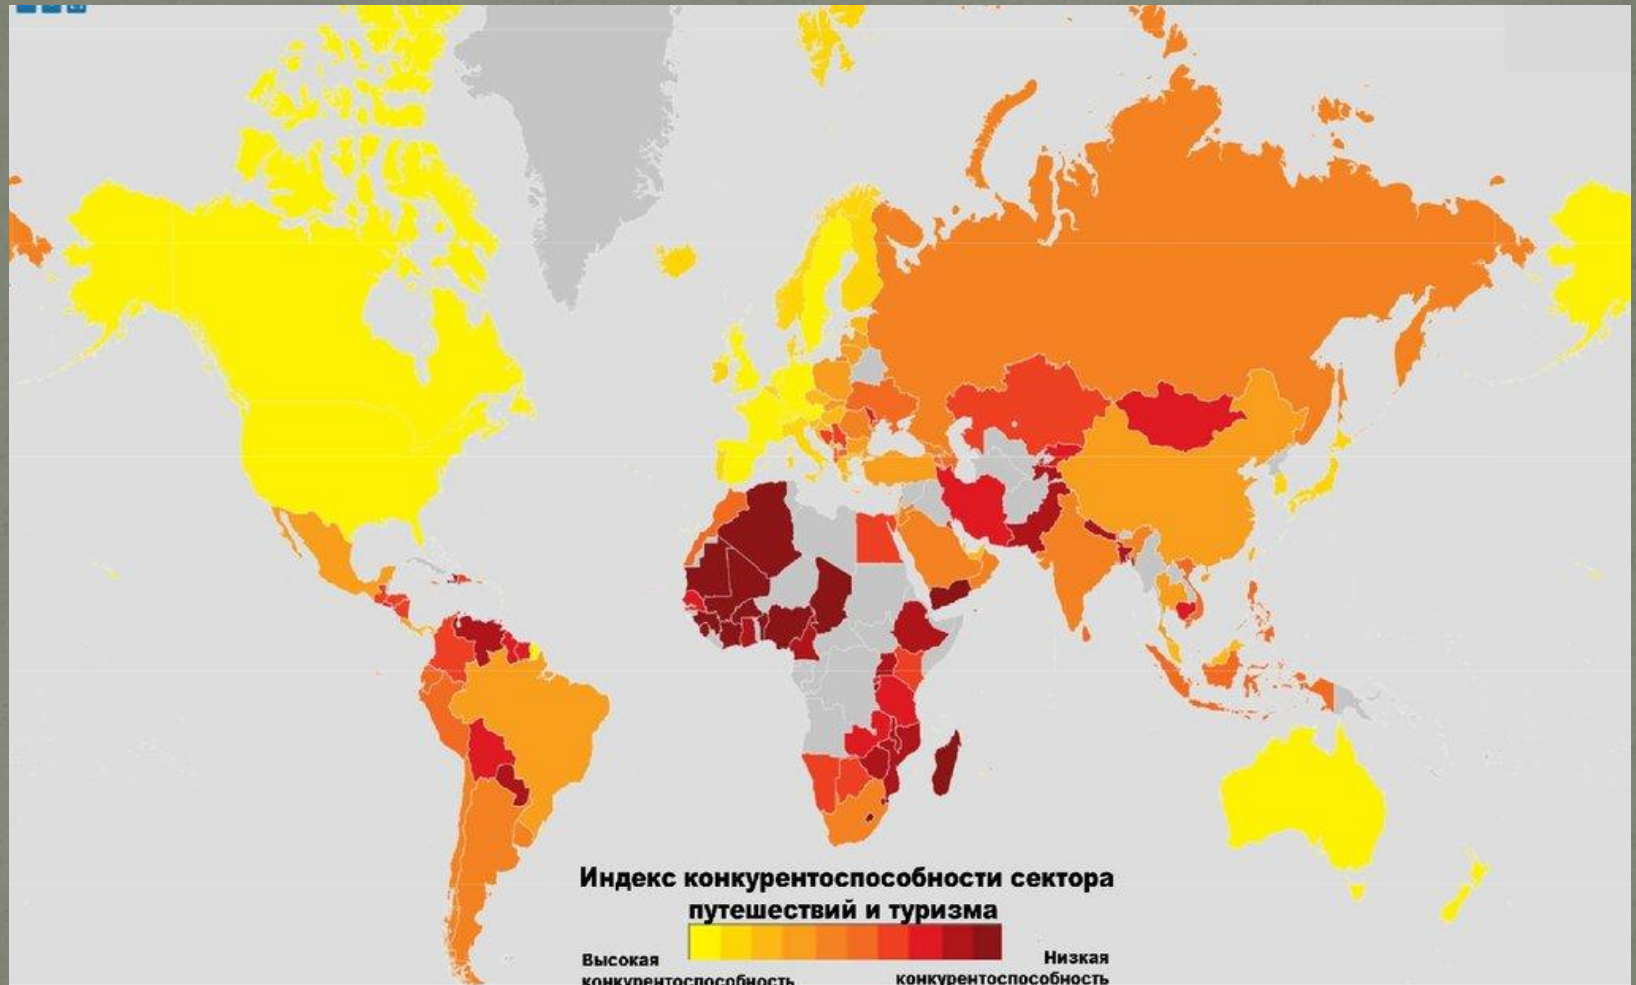 Индекс конкурентоспособности сектора
путешествий и туризма
Высокая
конкурентоспособность
Низкая
конкурентоспособность